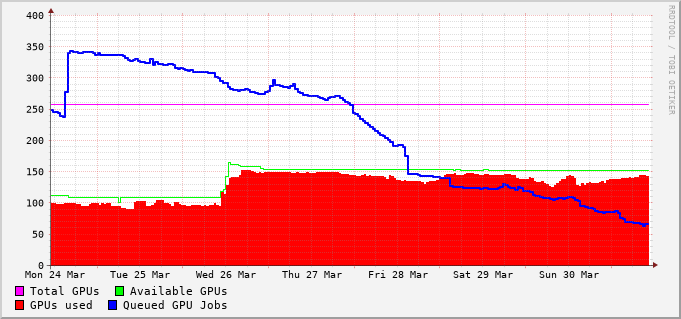 400
350
300
250
200
150
100
50
0
Mon 24 Mar Tue 25 Mar Wed 26 Mar Thu 27 Mar Fri 28 Mar Sat 29 Mar Sun 30 Mar
Total GPUs Available GPUs
GPUs used Queued GPU Jobs
RRDTOOL / TOBI OETIKER